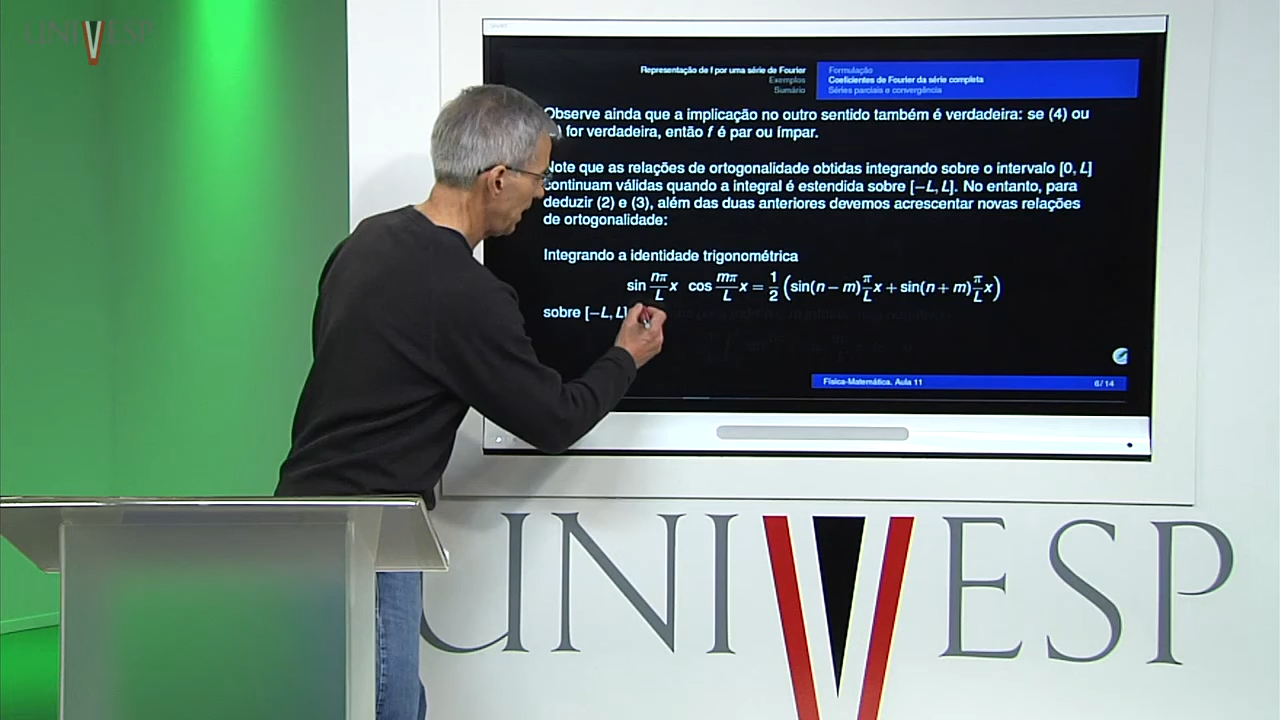 UNIVESP
Representação de f por uma série de Fourier
Exemplos
Sumário
Formulação
Coeficientes de Fourier da série completa
Séries parciais e convergência
Observe ainda que a implicação no outro sentido também é verdadeira: se (4) ou
) for verdadeira, então f é par ou ímpar.
Note que as relações de ortogonalidade obtidas integrando sobre o intervalo [0, L]
continuam válidas quando a integral é estendida sobre [−L, L]. No entanto, para
deduzir (2) e (3), além das duas anteriores devemos acrescentar novas relações
de ortogonalidade:
Integrando a identidade trigonométrica
sin nπ/L x cos mπ/L x = 1/2 (sin(n − m) π/L x + sin(n + m) π/L x)
sobre [−L, L]
Física-Matemática. Aula 11
6/14
UNIVESP